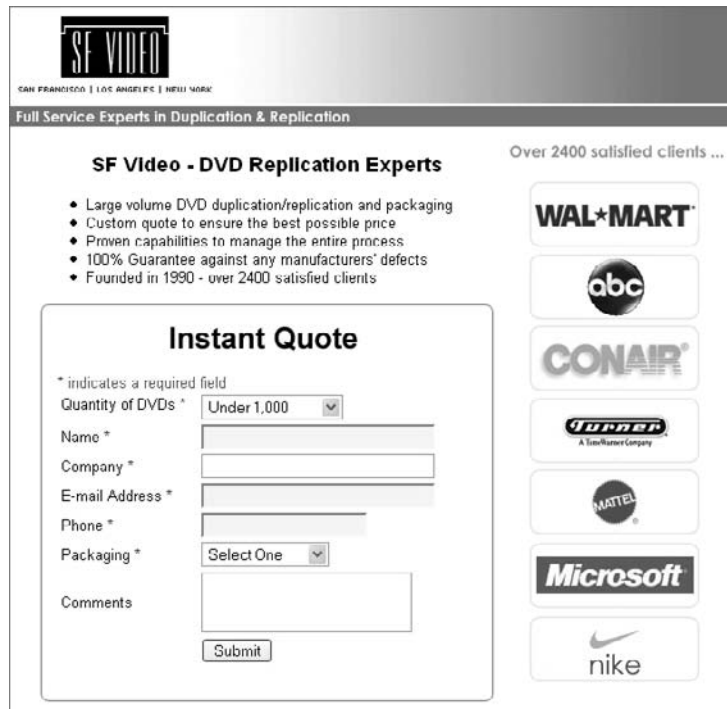 SF VIDEO
SAN FRANCISCO | LOS ANGELES | NEW YORK
Full Service Experts in Duplication & Replication
SF Video - DVD Replication Experts
Large volume DVD duplication/replication and packaging
Custom quote to ensure the best possible price
Proven capabilities to manage the entire process
100% Guarantee against any manufacturers' defects
Founded in 1990 - over 2400 satisfied clients
Instant Quote
* indicates a required field
Quantity of DVDs * Under 1,000
Name *
Company *
E-mail Address *
Phone *
Packaging * Select One
Comments
Submit
Over 2400 satisfied clients ...
WAL★MART
abc
CONAIR®
Turner
A TimeWarner Company
MATTEL®
Microsoft
nike